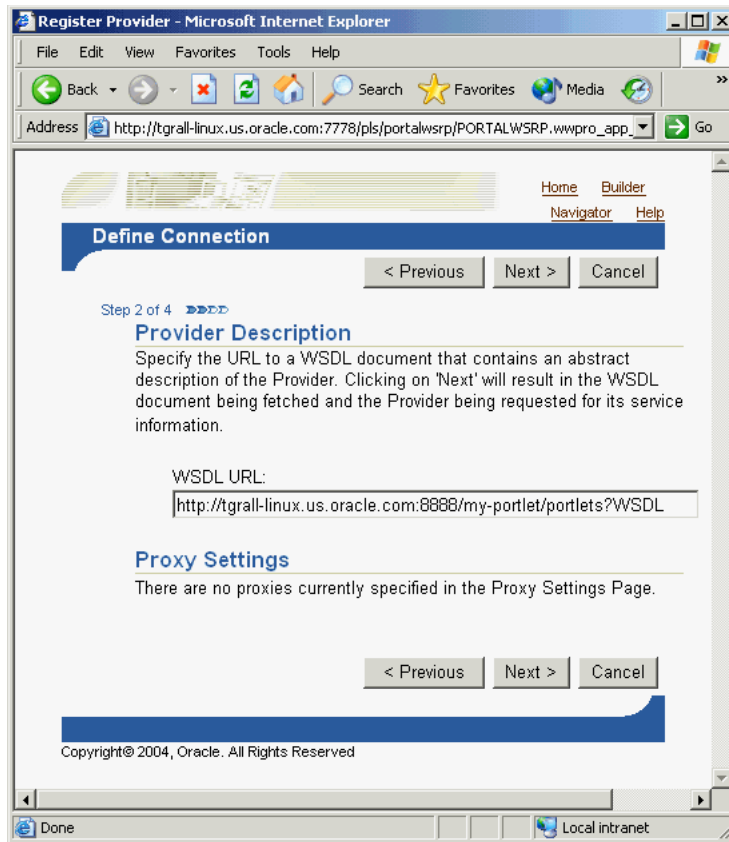 Register Provider - Microsoft Internet Explorer
File Edit View Favorites Tools Help
Back Search Favorites Media »
Address http://tgrall-linux.us.oracle.com:7778/pls/portalwsrp/PORTALWSRP.wwpro_app_ Go
Home Builder
Navigator Help
Define Connection
< Previous Next > Cancel
Step 2 of 4
Provider Description
Specify the URL to a WSDL document that contains an abstract
description of the Provider. Clicking on 'Next' will result in the WSDL
document being fetched and the Provider being requested for its service
information.
WSDL URL:
http://tgrall-linux.us.oracle.com:8888/my-portlet/portlets?WSDL
Proxy Settings
There are no proxies currently specified in the Proxy Settings Page.
< Previous Next > Cancel
Copyright© 2004, Oracle. All Rights Reserved
Done Local intranet